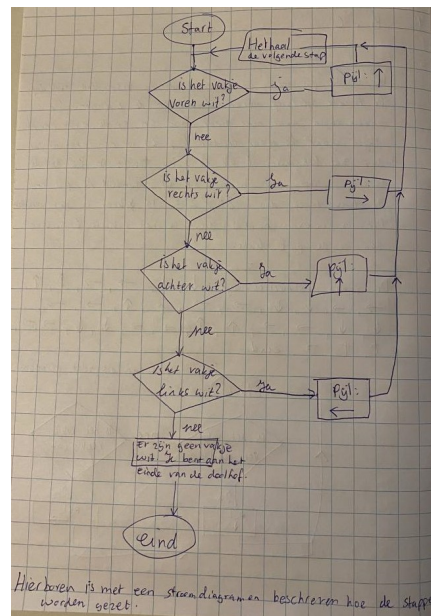 Start
Herhaal
de volgende stap
Is het vakje
voren wit?
ja
Pijl: ↑
nee
is het vakje
rechts wit?
Ja
Pijl:
→
nee
is het vakje
achter wit?
Ja
Pijl:
↑
nee
Is het vakje
links wit?
Ja
Pijl:
←
nee
Er zijn geen vakje
wit. Je bent aan het
einde van de doolhof.
eind
Hierboven is met een stroomdiagram en beschreven hoe de stapp
worden gezet.